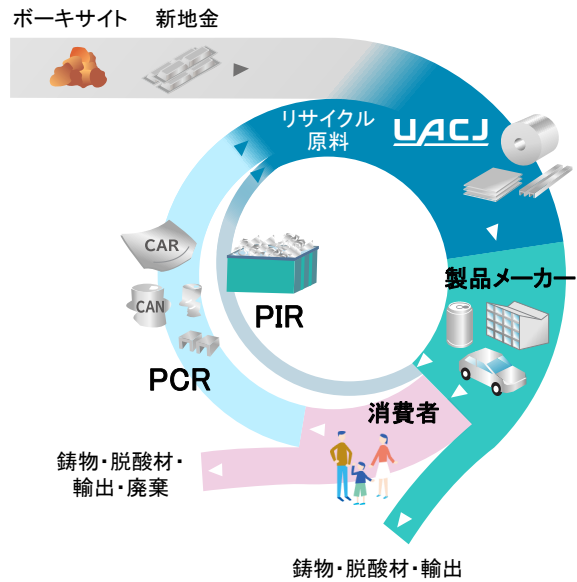 ボーキサイト 新地金
リサイクル
原料
UACJ
CAR
CAN
PIR
PCR
製品メーカー
消費者
鋳物・脱酸材・
輸出・廃棄
鋳物・脱酸材・輸出